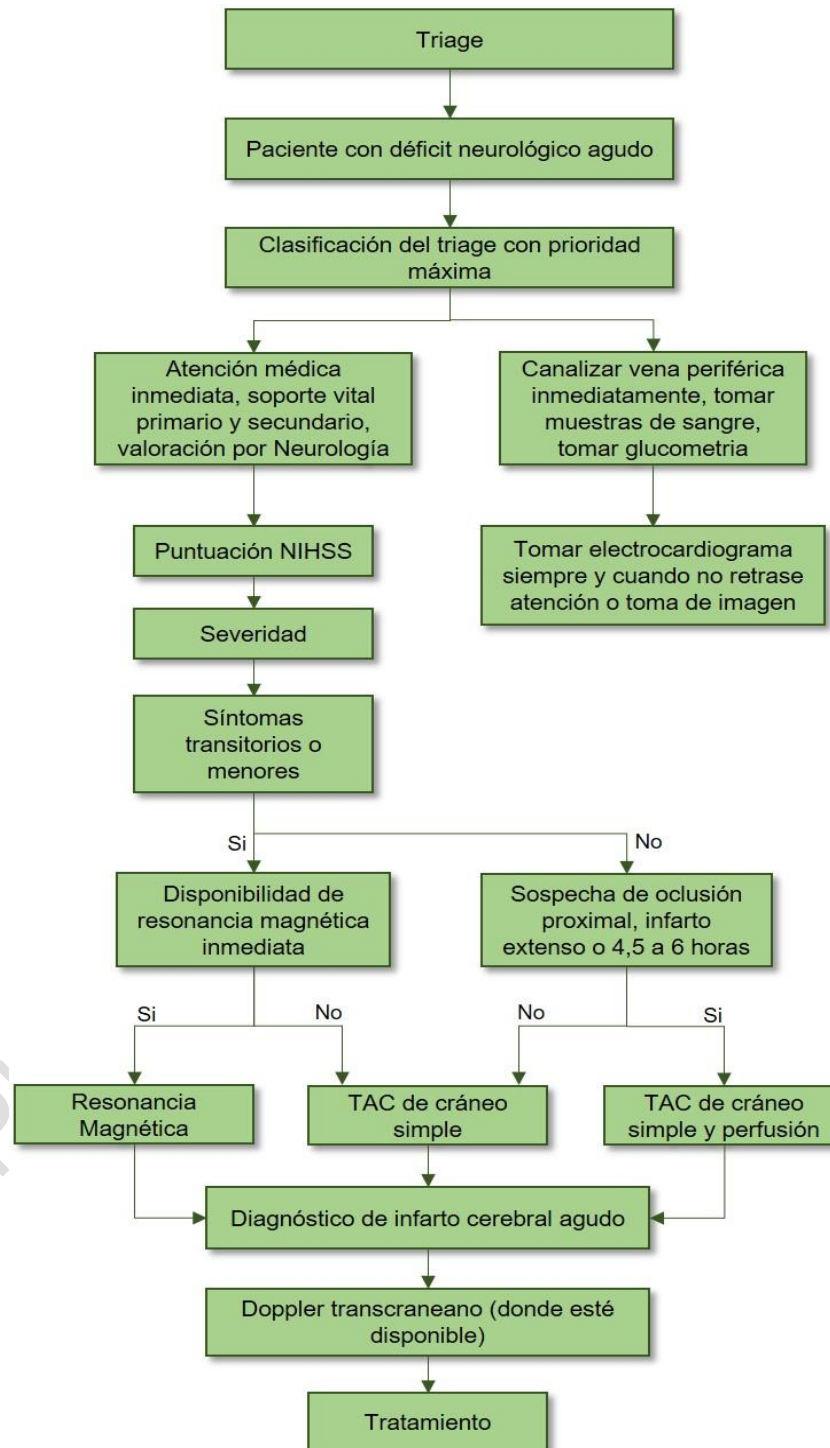 Triage
Paciente con déficit neurológico agudo
Clasificación del triage con prioridad
máxima
Atención médica
inmediata, soporte vital
primario y secundario,
valoración por Neurología
Canalizar vena periférica
inmediatamente, tomar
muestras de sangre,
tomar glucometria
Puntuación NIHSS
Tomar electrocardiograma
siempre y cuando no retrase
atención o toma de imagen
Severidad
Síntomas
transitorios o
menores
Si
No
Disponibilidad de
resonancia magnética
inmediata
Sospecha de oclusión
proximal, infarto
extenso o 4,5 a 6 horas
Si
No
No
Si
Resonancia
Magnética
TAC de cráneo
simple
TAC de cráneo
simple y perfusión
Diagnóstico de infarto cerebral agudo
Doppler transcraneano (donde esté
disponible)
Tratamiento